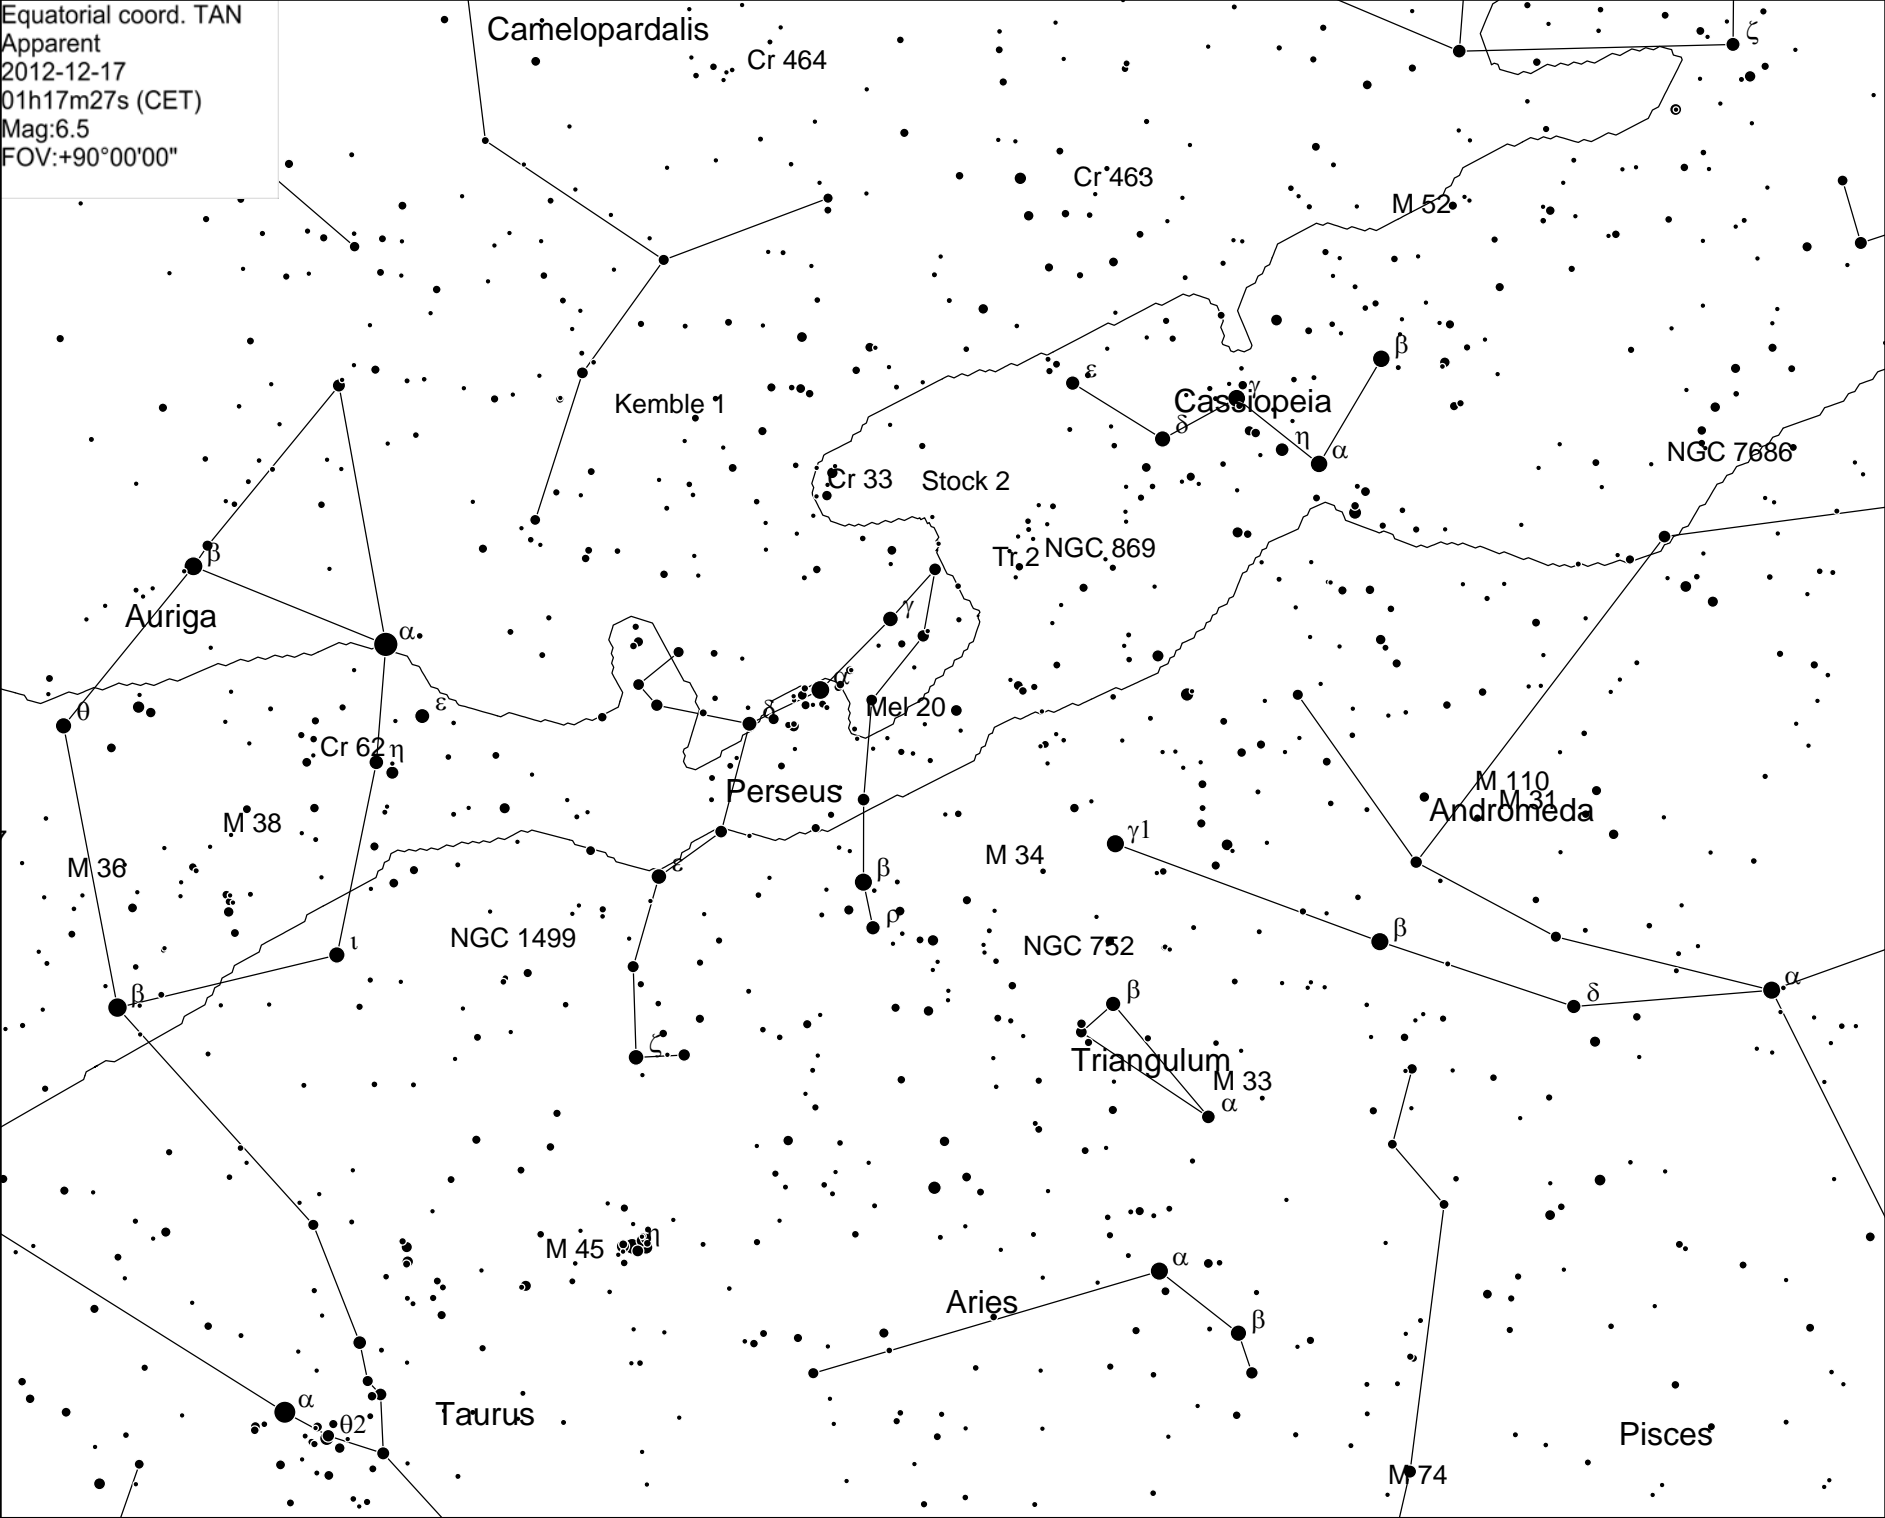 Equatorial coord. TAN
Apparent
2012-12-17
01h17m27s (CET)
Mag:6.5
FOV:+90°00'00"
Camelopardalis
Cr 464
ζ
Cr 463
M 52
β
ε
γ
Cassiopeia
Kemble 1
δ
η
α
NGC 7686
Cr 33
Stock 2
β
Tr 2
NGC 869
Auriga
γ
α
α
ε
θ
δ
Mel 20
Cr 62
η
M 110
M 31
Andromeda
Perseus
M 38
γ1
M 34
M 36
ε
β
ρ
β
NGC 1499
ι
NGC 752
β
β
δ
α
ζ
Triangulum
M 33
α
M 45
η
α
Aries
β
α
θ2
Taurus
Pisces
M 74